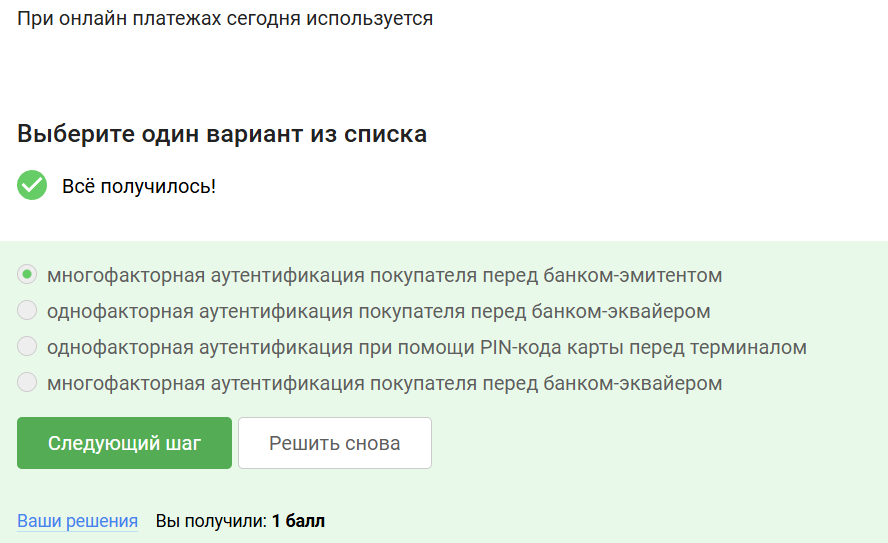 При онлайн платежах сегодня используется
Выберите один вариант из списка
Всё получилось!
многофакторная аутентификация покупателя перед банком-эмитентом
однофакторная аутентификация покупателя перед банком-эквайером
однофакторная аутентификация при помощи PIN-кода карты перед терминалом
многофакторная аутентификация покупателя перед банком-эквайером
Следующий шаг Решить снова
Ваши решения Вы получили: 1 балл